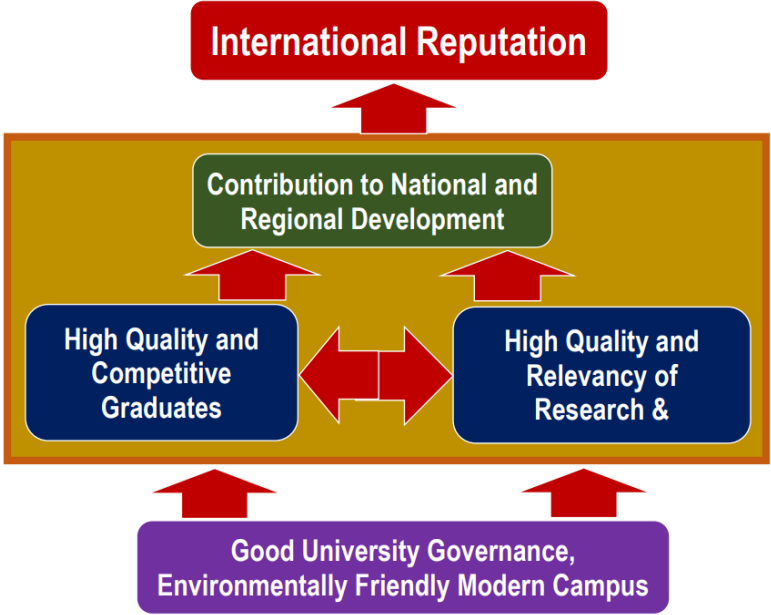 International Reputation
Contribution to National and
Regional Development
High Quality and
Competitive
Graduates
High Quality and
Relevancy of
Research &
Good University Governance,
Environmentally Friendly Modern Campus